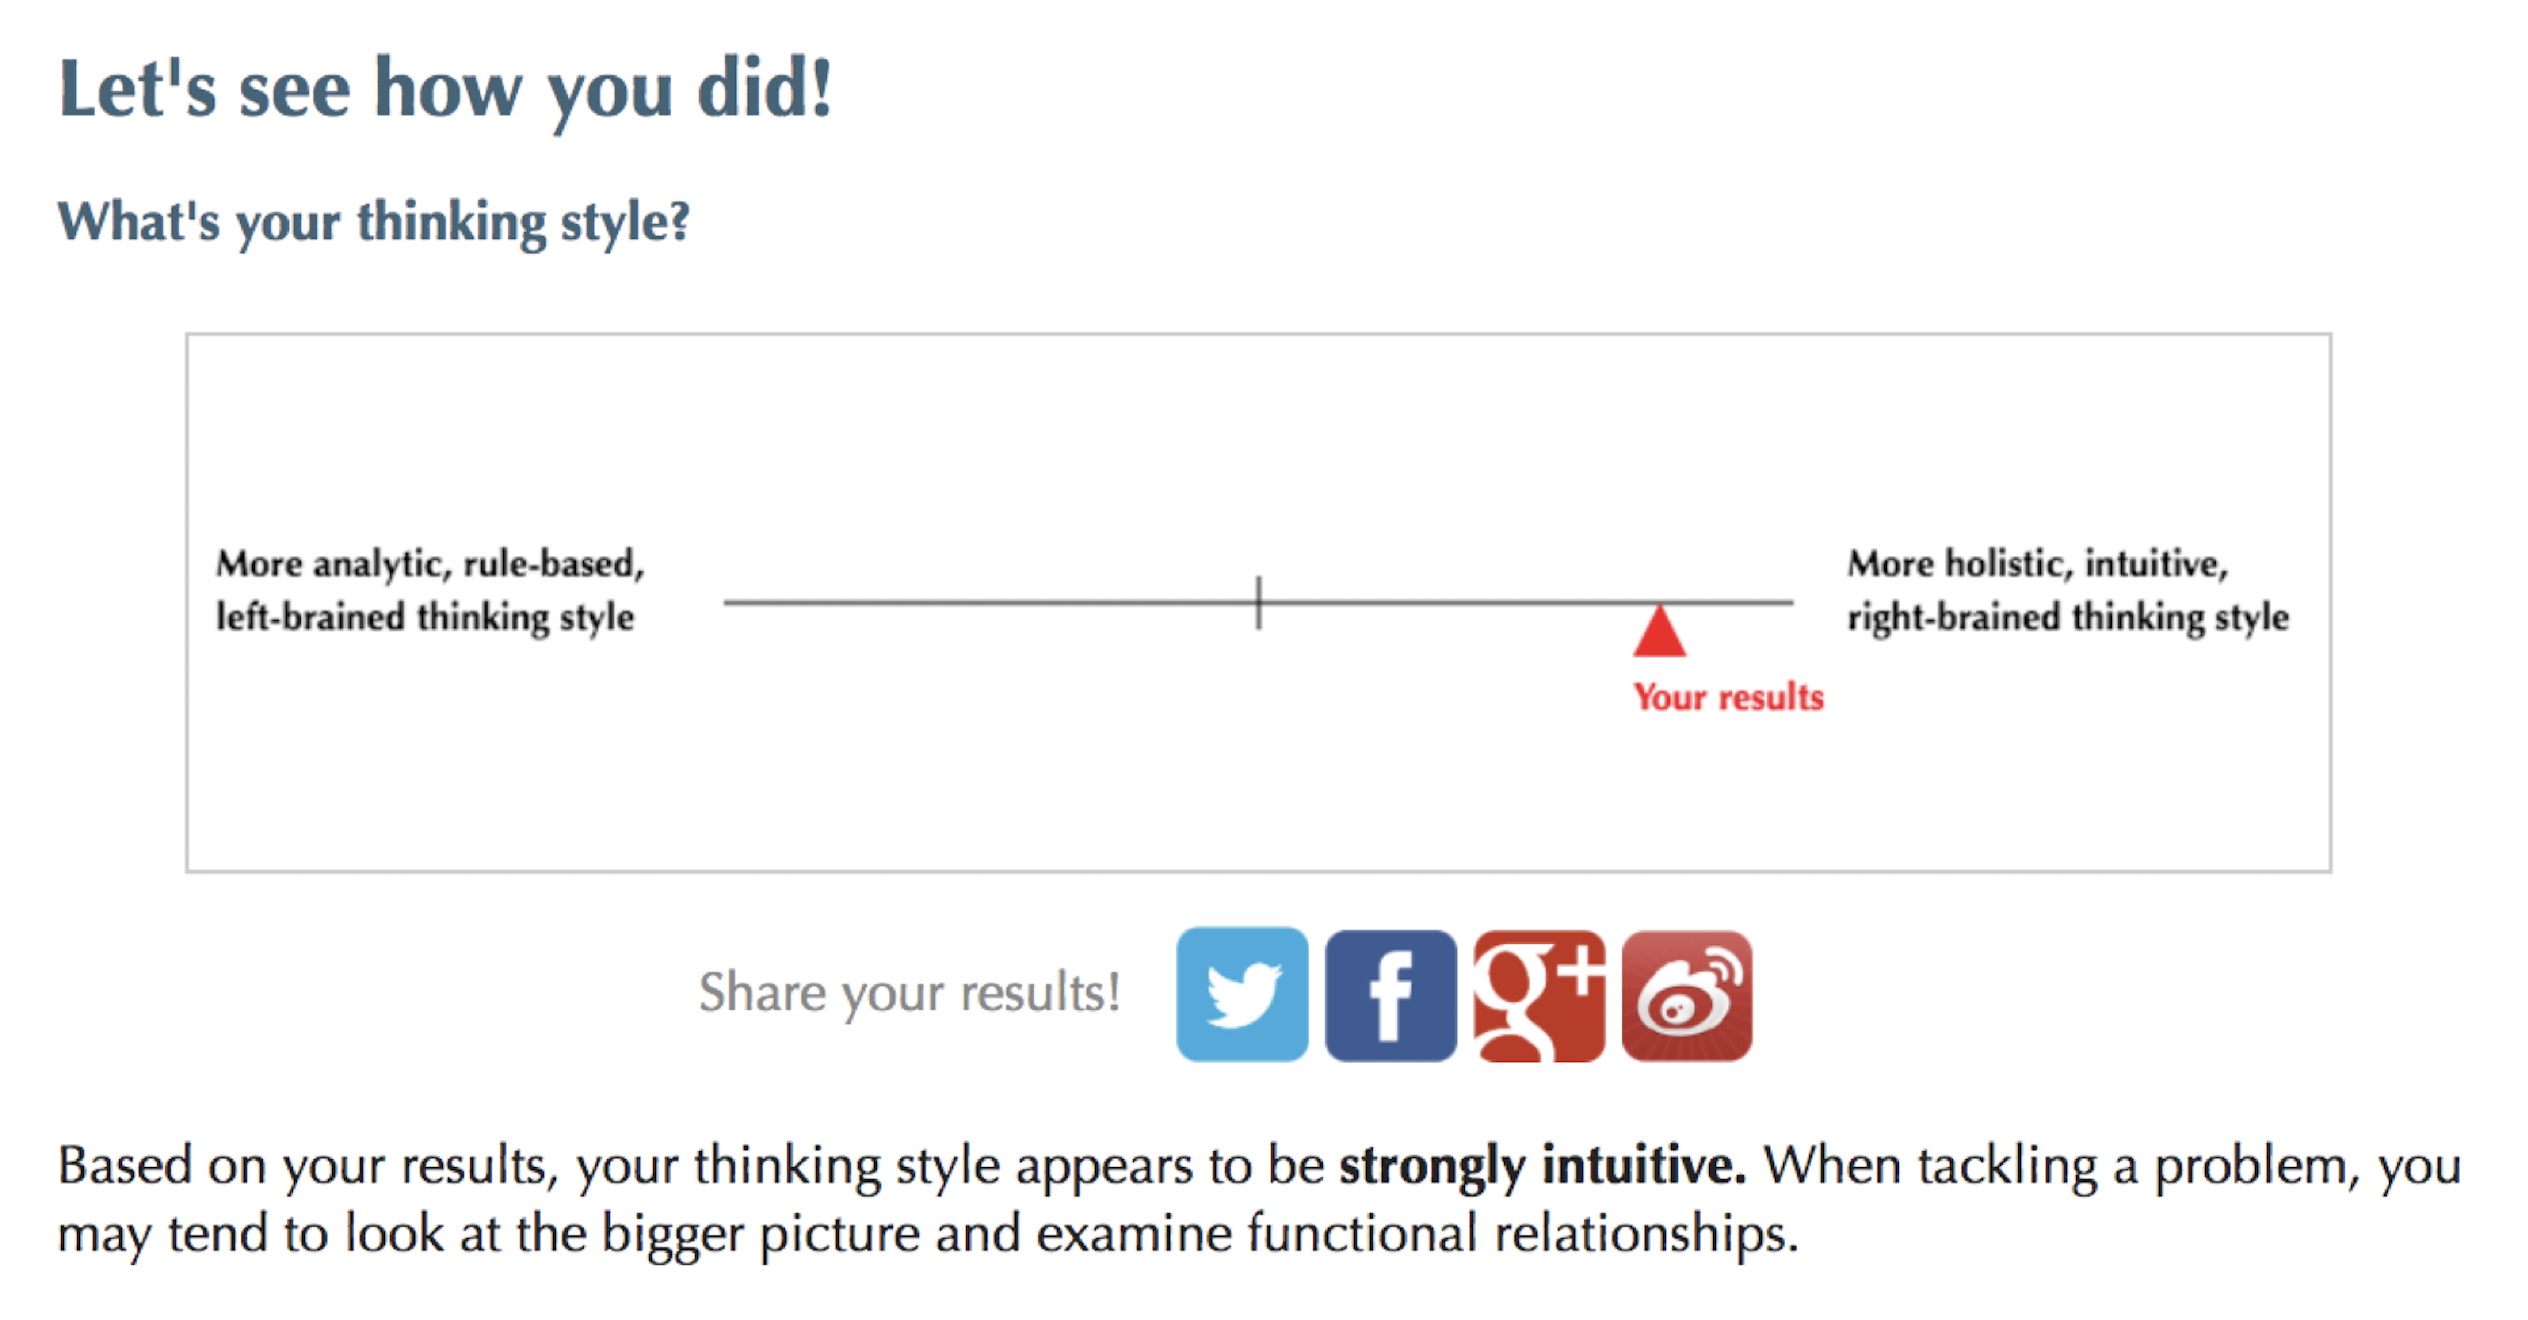 Let's see how you did!
What's your thinking style?
More analytic, rule-based,
left-brained thinking style
More holistic, intuitive,
right-brained thinking style
Your results
Share your results!
f
g+
Based on your results, your thinking style appears to be strongly intuitive. When tackling a problem, you
may tend to look at the bigger picture and examine functional relationships.